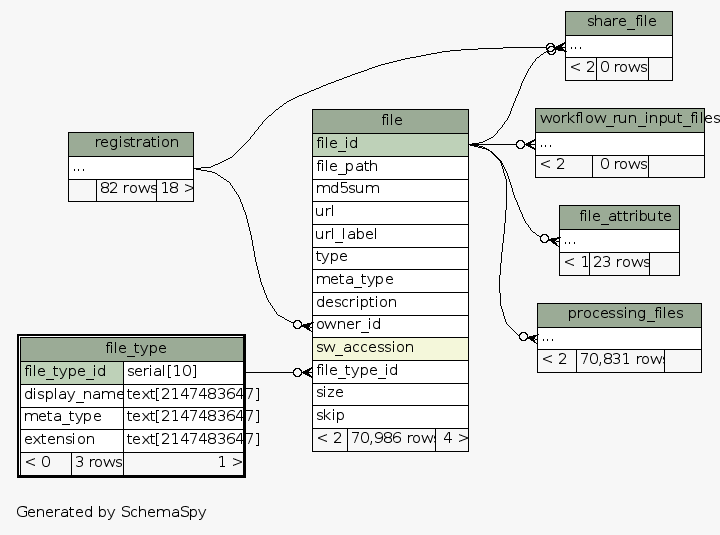 share_file
...
< 2 0 rows
file
file_id
file_path
md5sum
url
url_label
type
meta_type
description
owner_id
sw_accession
file_type_id
size
skip
< 2 70,986 rows 4 >
workflow_run_input_files
...
< 2 0 rows
registration
...
82 rows 18 >
file_attribute
...
< 1 23 rows
processing_files
...
< 2 70,831 rows
file_type
file_type_id serial[10]
display_name text[2147483647]
meta_type text[2147483647]
extension text[2147483647]
< 0 3 rows 1 >
Generated by SchemaSpy